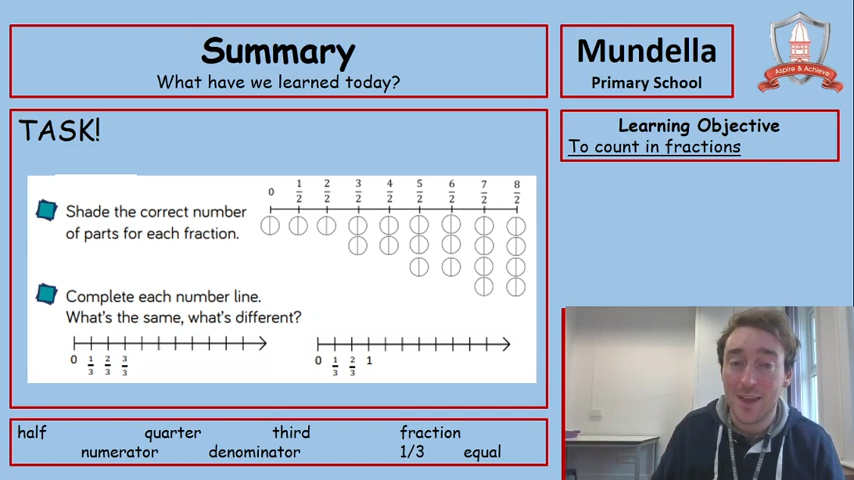 Summary
What have we learned today?
Mundella
Primary School
Aspire & Achieve
TASK!
Learning Objective
To count in fractions
0 1/2 2/2 3/2 4/2 5/2 6/2 7/2 8/2
Shade the correct number
of parts for each fraction.
Complete each number line.
What's the same, what's different?
0 1/3 2/3 3/3
0 1/3 2/3 1
half quarter third fraction
numerator denominator 1/3 equal